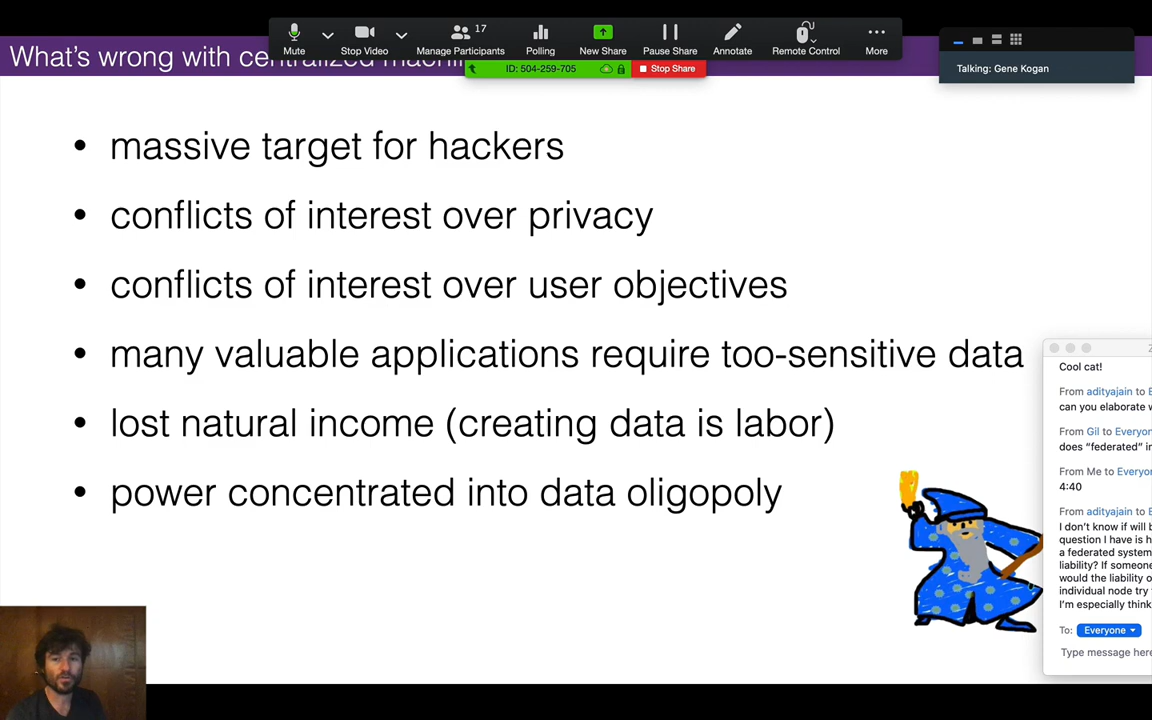 17
Mute
Stop Video
Manage Participants
Polling
New Share
Pause Share
Annotate
Remote Control
More
What's wrong with centralized
ID: 504-259-705
Stop Share
Talking: Gene Kogan
• massive target for hackers
• conflicts of interest over privacy
• conflicts of interest over user objectives
• many valuable applications require too-sensitive data
• lost natural income (creating data is labor)
• power concentrated into data oligopoly
Cool cat!
From adityajain to
can you elaborate
From Gil to
does “federated”
From Me to
4:40
From adityajain to
I don't know if will
question I have is
a federated system
liability? If someone
would the liability
individual node try
I'm especially
To: Everyone
Type message here